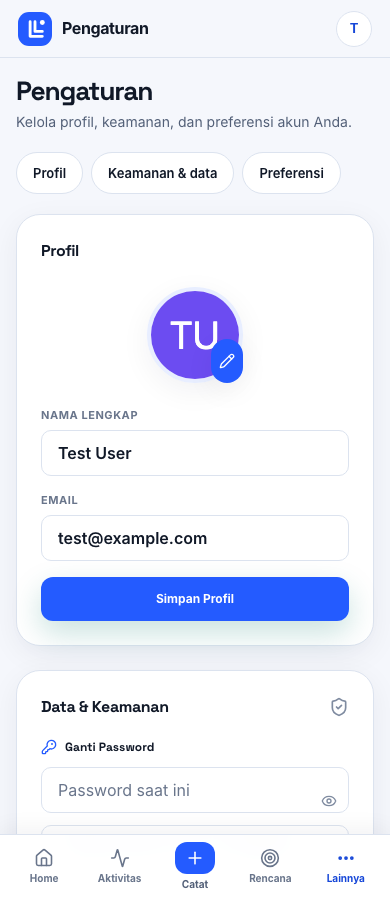 Pengaturan
T
Pengaturan
Kelola profil, keamanan, dan preferensi akun Anda.
Profil
Keamanan & data
Preferensi
Profil
TU
NAMA LENGKAP
Test User
EMAIL
test@example.com
Simpan Profil
Data & Keamanan
Ganti Password
Password saat ini
Home
Aktivitas
Catat
Rencana
Lainnya